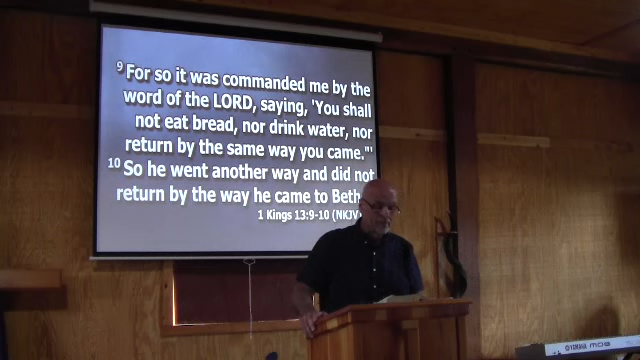 9 For so it was commanded me by the
word of the LORD, saying, 'You shall
not eat bread, nor drink water, nor
return by the same way you came."'
10 So he went another way and did not
return by the way he came to Beth
1 Kings 13:9-10 (NKJV
YAMAHA MO8